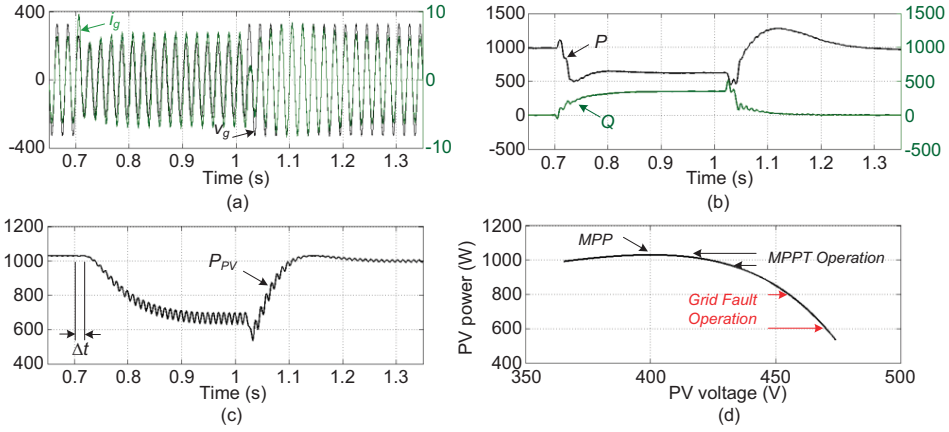 400
200
0
-400
10
5
0
-10
i_g
v_g
0.7 0.8 0.9 1 1.1 1.2 1.3
Time (s)
(a)
1500
1000
500
0
-500
1500
1000
500
0
-500
P
Q
0.7 0.8 0.9 1 1.1 1.2 1.3
Time (s)
(b)
1200
1000
800
600
400
P_PV
Δt
0.7 0.8 0.9 1 1.1 1.2 1.3
Time (s)
(c)
PV power (W)
1200
1000
800
600
400
MPP
MPPT Operation
Grid Fault
Operation
350 400 450 500
PV voltage (V)
(d)